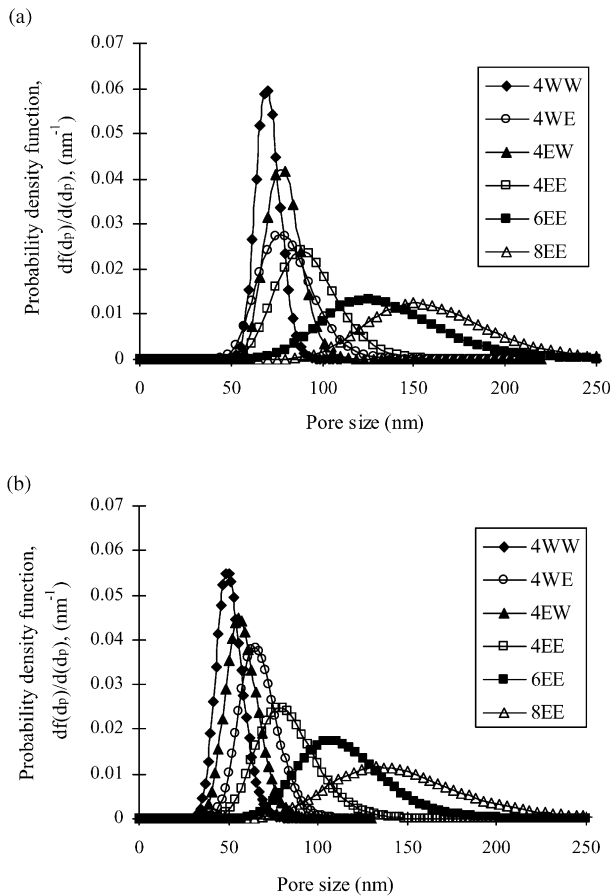 (a)
Probability density function,
df(dp)/d(dp), (nm-1)
0.07
0.06
0.05
0.04
0.03
0.02
0.01
0
0 50 100 150 200 250
Pore size (nm)
4WW
4WE
4EW
4EE
6EE
8EE
(b)
Probability density function,
df(dp)/d(dp), (nm-1)
0.07
0.06
0.05
0.04
0.03
0.02
0.01
0
0 50 100 150 200 250
Pore size (nm)
4WW
4WE
4EW
4EE
6EE
8EE